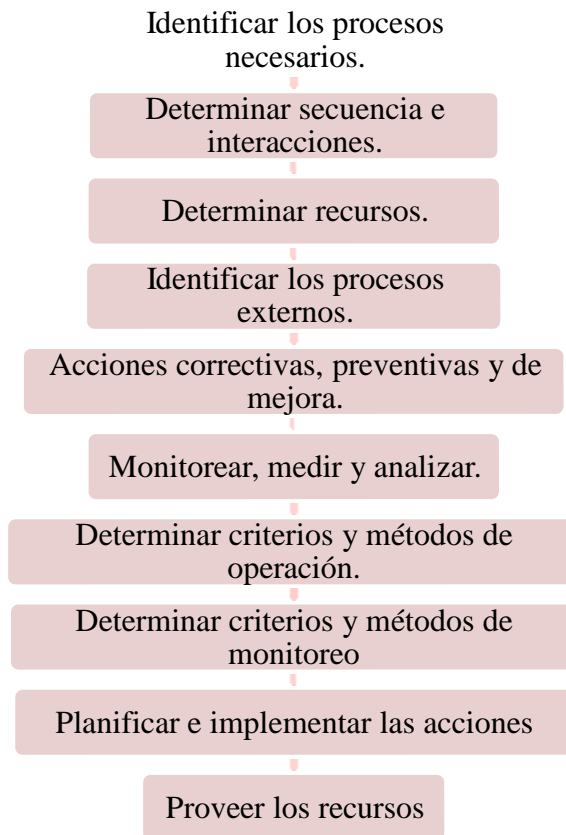 Identificar los procesos
necesarios.
Determinar secuencia e
interacciones.
Determinar recursos.
Identificar los procesos
externos.
Acciones correctivas, preventivas y de
mejora.
Monitorear, medir y analizar.
Determinar criterios y métodos de
operación.
Determinar criterios y métodos de
monitoreo
Planificar e implementar las acciones
Proveer los recursos